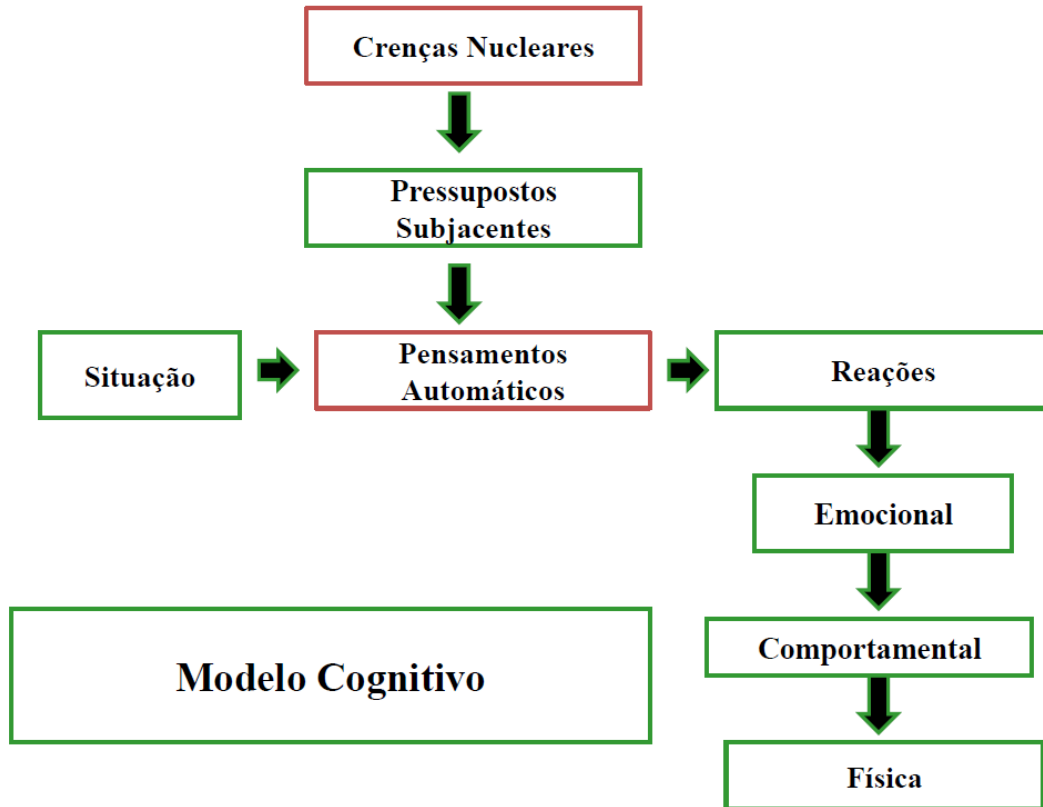 Crenças Nucleares
Pressupostos
Subjacentes
Situação
Pensamentos
Automáticos
Reações
Emocional
Comportamental
Física
Modelo Cognitivo